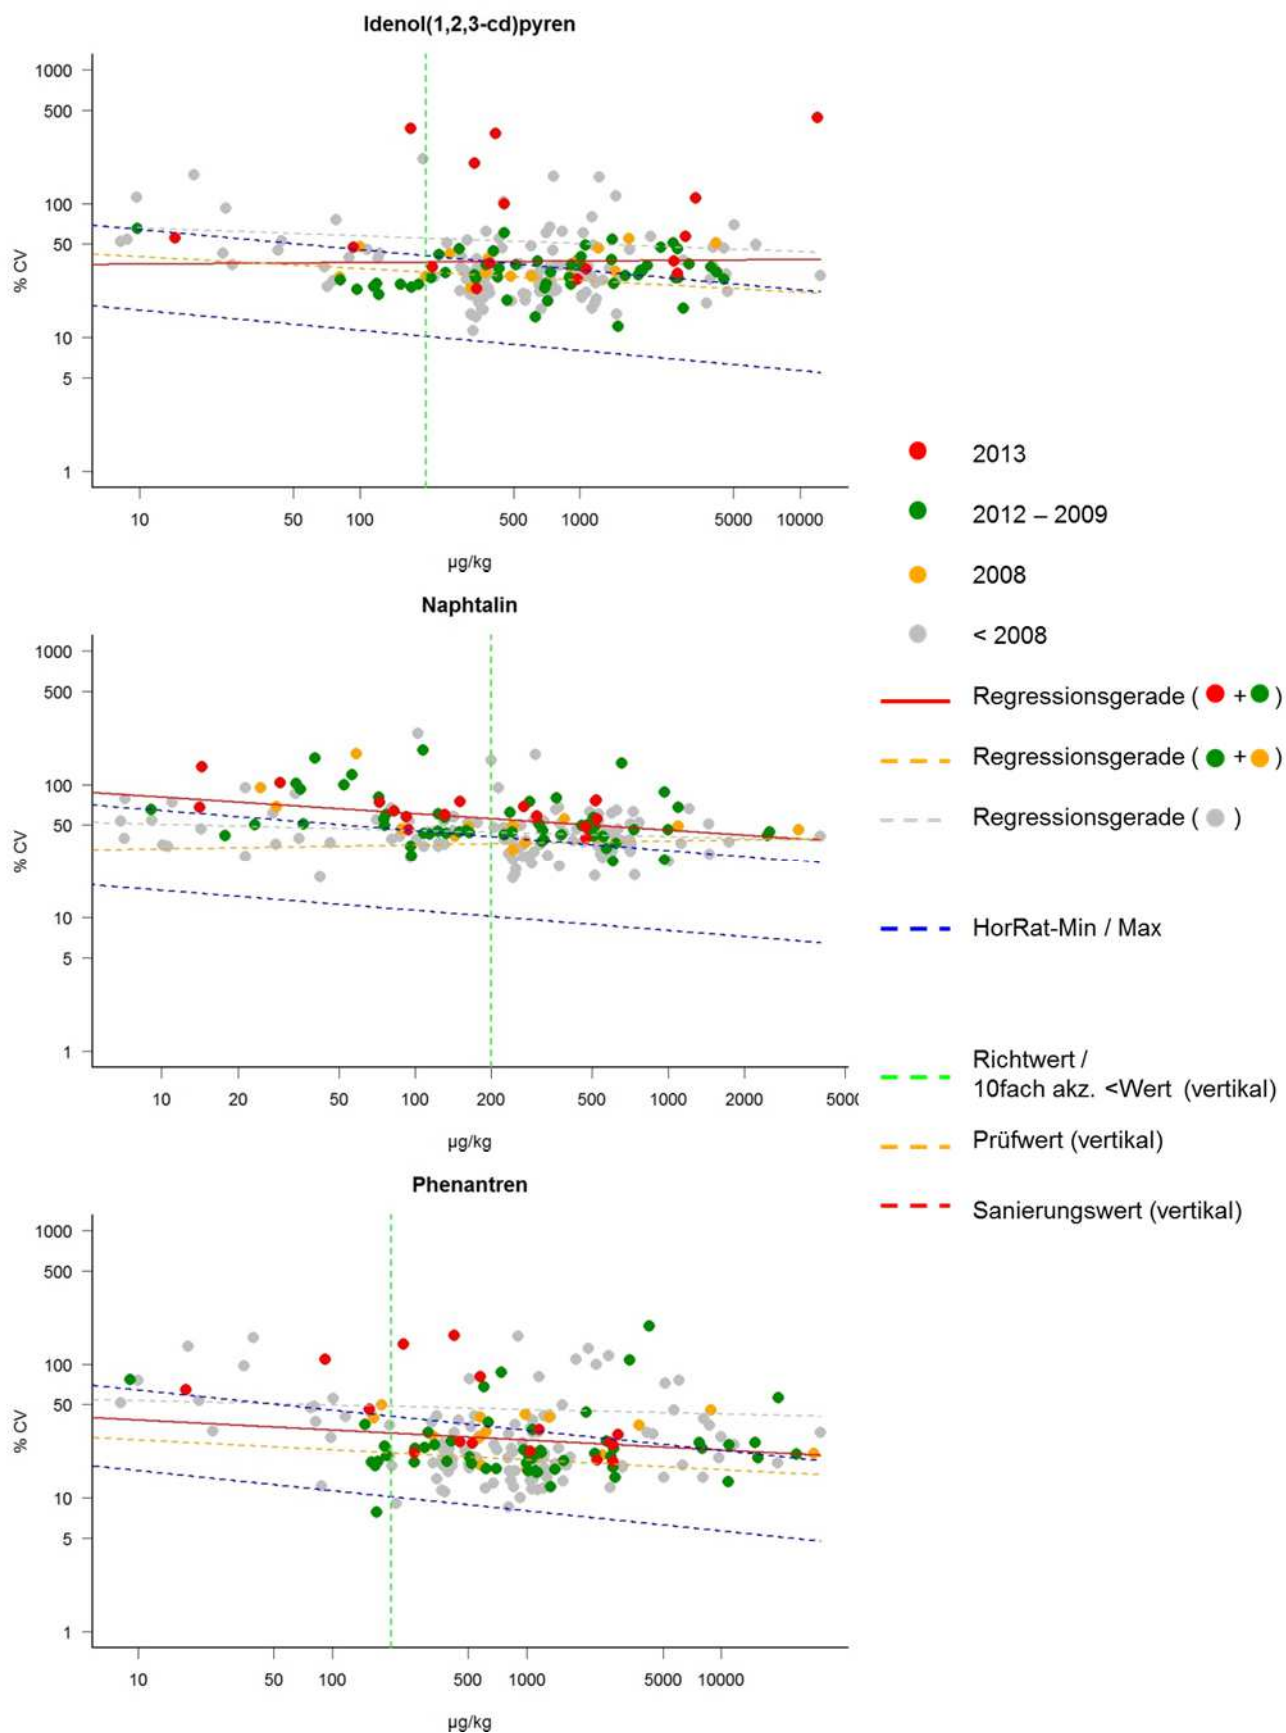 Idenol(1,2,3-cd)pyren
1000
500
100
50
10
5
1
% CV
10 50 100 500 1000 5000 10000
µg/kg
2013
2012 – 2009
2008
< 2008
Regressionsgerade ( + )
Regressionsgerade ( + )
Regressionsgerade ( )
HorRat-Min / Max
Richtwert /
10fach akz. <Wert (vertikal)
Prüfwert (vertikal)
Sanierungswert (vertikal)
Naphtalin
1000
500
100
50
10
5
1
% CV
10 20 50 100 200 500 1000 2000
µg/kg
Phenantren
1000
500
100
50
10
5
1
% CV
10 50 100 500 1000 5000 10000
µg/kg